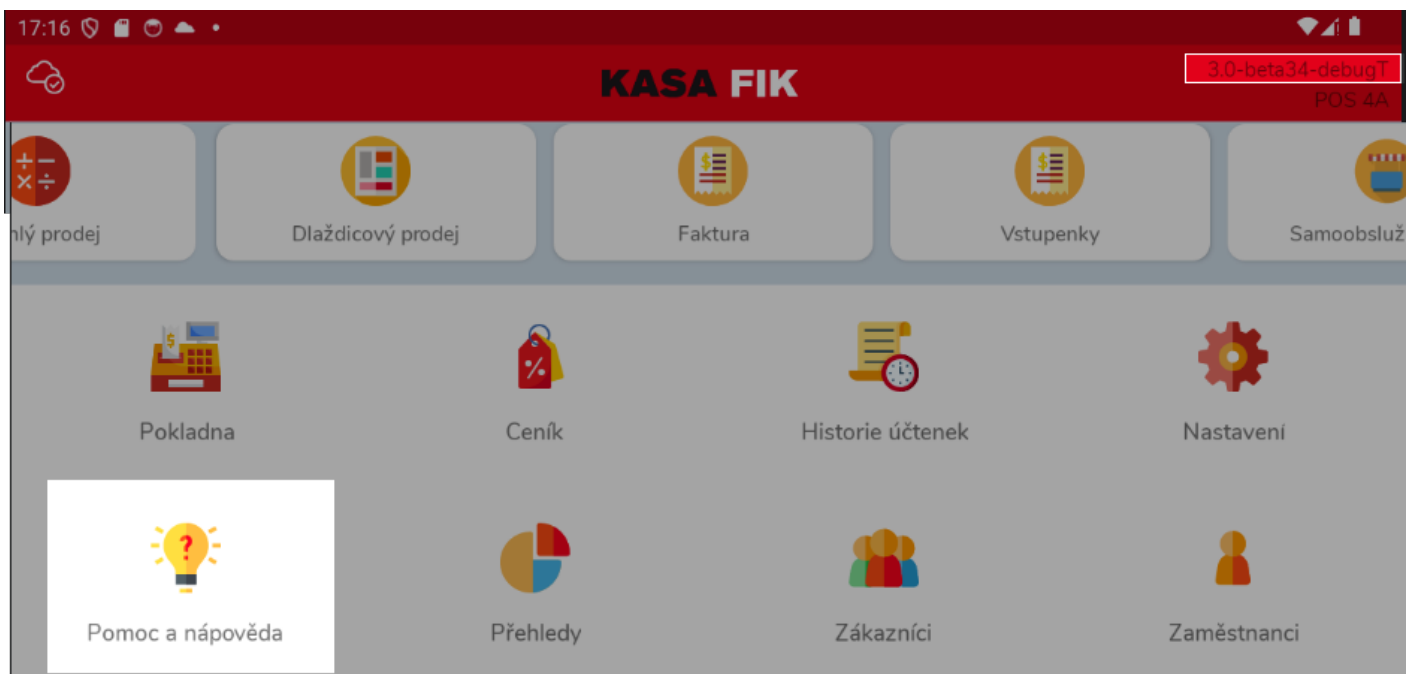 17:16
KASA FIK
3.0-beta34-debugT
POS 4A
lý prodej
Dlaždicový prodej
Faktura
Vstupenky
Samoobsluž
Pokladna
Ceník
Historie účtenek
Nastavení
Pomoc a nápověda
Přehledy
Zákazníci
Zaměstnanci